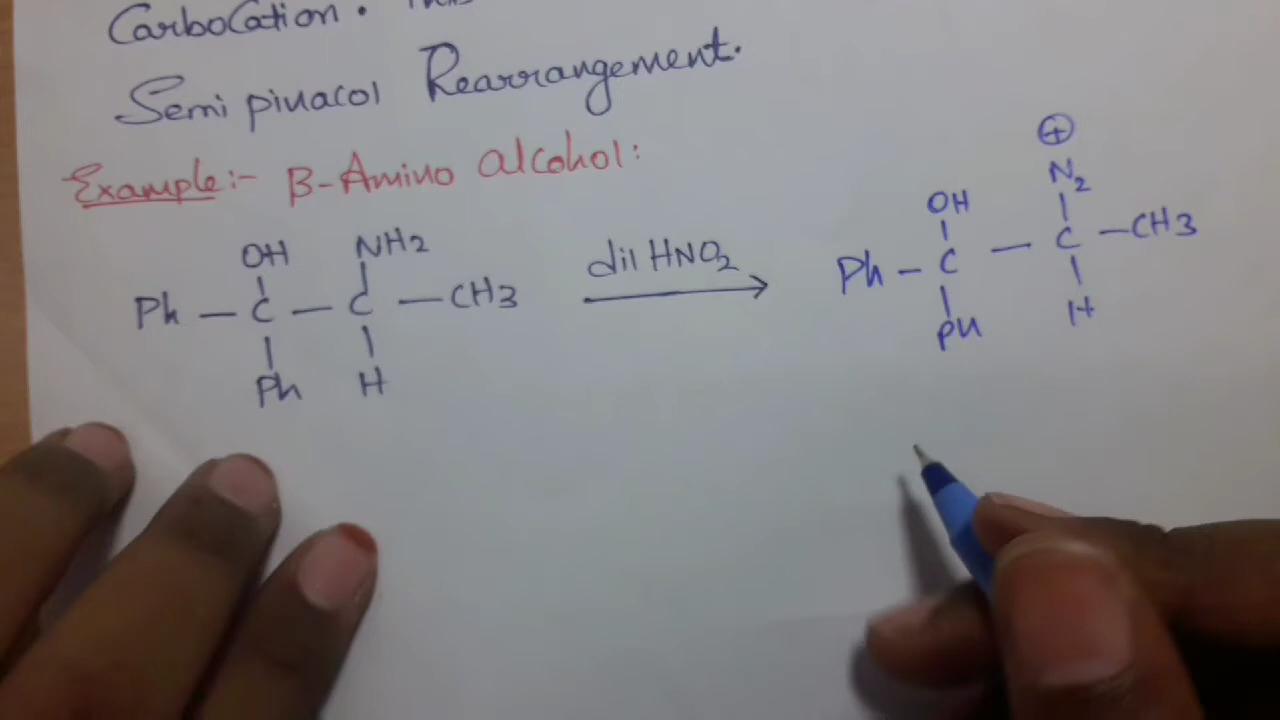 Carbocation.
Semi pinacol Rearrangement.
Example:- β-Amino alcohol:
OH NH2
Ph — C — C — CH3
Ph H
dil HNO2
⊕
N2
OH
Ph — C — C — CH3
Ph H